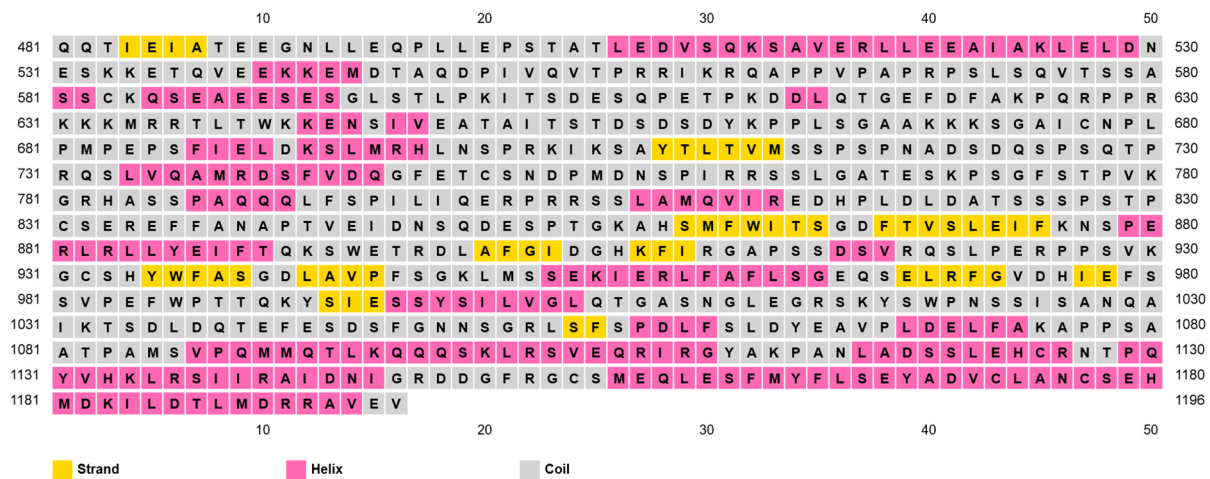 10 20 30 40 50
481 Q Q T I E I A T E E G N L L E Q P L L E P S T A T L E D V S Q K S A V E R L L E E A I A K L E L D N 530
531 E S K K E T Q V E E K K E M D T A Q D P I V Q V T P R R I K R Q A P P V P A P R P S L S Q V T S S A 580
581 S S C K Q S E A E E S E S G L S T L P K I T S D E S Q P E T P K D D L Q T G E F D F A K P Q R P P R 630
631 K K K M R R T L T W K K E N S I V E A T A I T S T D S D S D Y K P P L S G A A K K K S G A I C N P L 680
681 P M P E P S F I E L D K S L M R H L N S P R K I K S A Y T L T V M S S P S P N A D S D Q S P S Q T P 730
731 R Q S L V Q A M R D S F V D Q G F E T C S N D P M D N S P I R R S S L G A T E S K P S G F S T P V K 780
781 G R H A S S P A Q Q Q L F S P I L I Q E R P R R S S L A M Q V I R E D H P L D L D A T S S S P S T P 830
831 C S E R E F F A N A P T V E I D N S Q D E S P T G K A H S M F W I T S G D F T V S L E I F K N S P E 880
881 R L R L L Y E I F T Q K S W E T R D L A F G I D G H K F I R G A P S S D S V R Q S L P E R P P S V K 930
931 G C S H Y W F A S G D L A V P F S G K L M S S E K I E R L F A F L S G E Q S E L R F G V D H I E F S 980
981 S V P E F W P T T Q K Y S I E S S Y S I L V G L Q T G A S N G L E G R S K Y S W P N S S I S A N Q A 1030
1031 I K T S D L D Q T E F E S D S F G N N S G R L S F S P D L F S L D Y E A V P L D E L F A K A P P S A 1080
1081 A T P A M S V P Q M M Q T L K Q Q Q S K L R S V E Q R I R G Y A K P A N L A D S S L E H C R N T P Q 1130
1131 Y V H K L R S I I R A I D N I G R D D G F R G C S M E Q L E S F M Y F L S E Y A D V C L A N C S E H 1180
1181 M D K I L D T L M D R R A V E V 1196
10 20 30 40 50
Strand Helix Coil